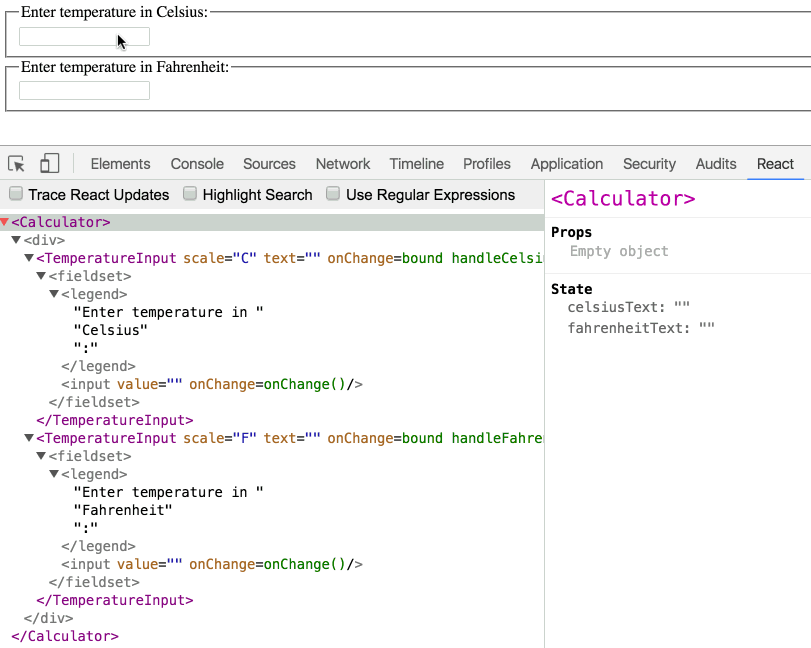 Enter temperature in Celsius:
Enter temperature in Fahrenheit:
Elements Console Sources Network Timeline Profiles Application Security Audits React
Trace React Updates Highlight Search Use Regular Expressions
<Calculator>
<div>
<TemperatureInput scale="C" text="" onChange=bound handleCelsi
<fieldset>
<legend>
"Enter temperature in "
"Celsius"
":"
</legend>
<input value="" onChange=onChange()/>
</fieldset>
</TemperatureInput>
<TemperatureInput scale="F" text="" onChange=bound handleFahre
<fieldset>
<legend>
"Enter temperature in "
"Fahrenheit"
":"
</legend>
<input value="" onChange=onChange()/>
</fieldset>
</TemperatureInput>
</div>
</Calculator>
<Calculator>
Props
Empty object
State
celsiusText: ""
fahrenheitText: ""